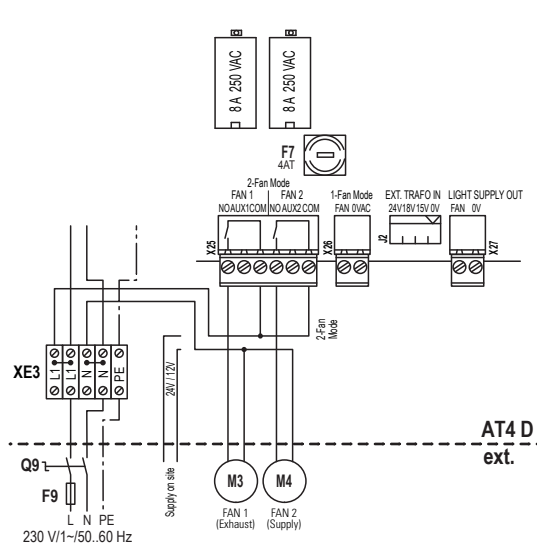 8 A 250 VAC
8 A 250 VAC
F7
4AT
2-Fan Mode
FAN 1 FAN 2
NO AUX1 COM NO AUX2 COM
1-Fan Mode
FAN 0VAC
EXT. TRAFO IN
24V 18V 15V 0V
LIGHT SUPPLY OUT
FAN 0V
X25
X26
J2
X27
2-Fan
Mode
XE3
L1
L1
N
N
PE
24V / 12V
AT4 D
ext.
Q9
F9
Supply on site
M3
M4
FAN 1
(Exhaust)
FAN 2
(Supply)
L N PE
230 V/1~/50..60 Hz